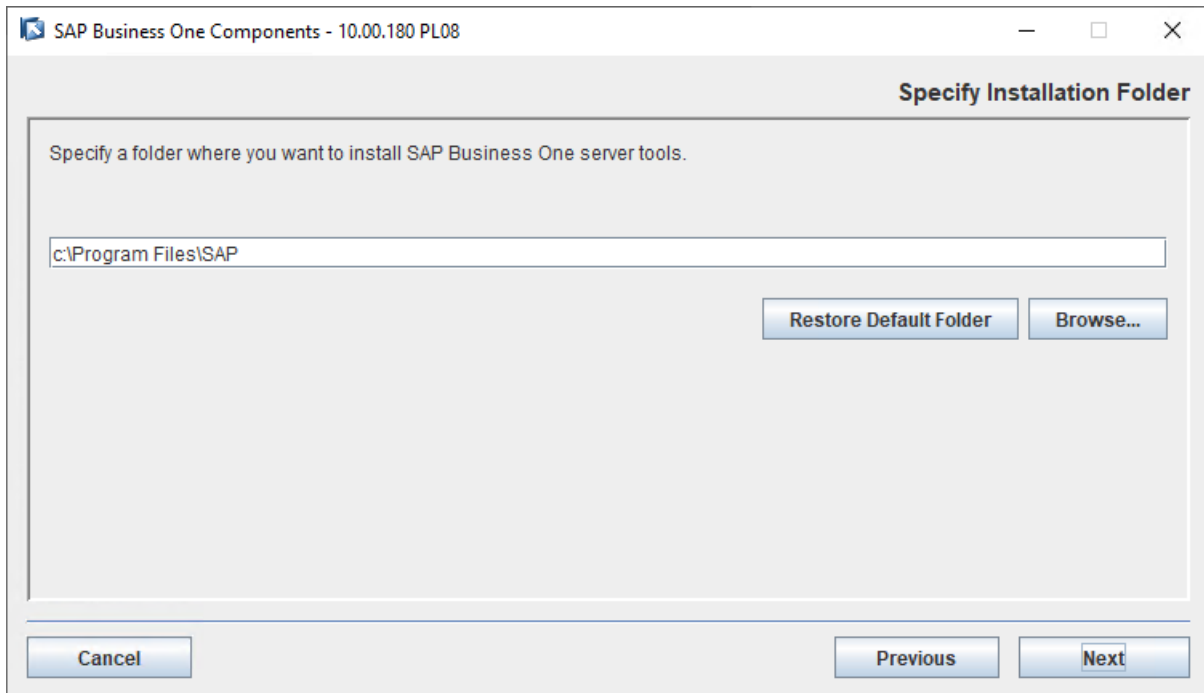 SAP Business One Components - 10.00.180 PL08
Specify Installation Folder
Specify a folder where you want to install SAP Business One server tools.
c:\Program Files\SAP
Restore Default Folder
Browse...
Cancel
Previous
Next